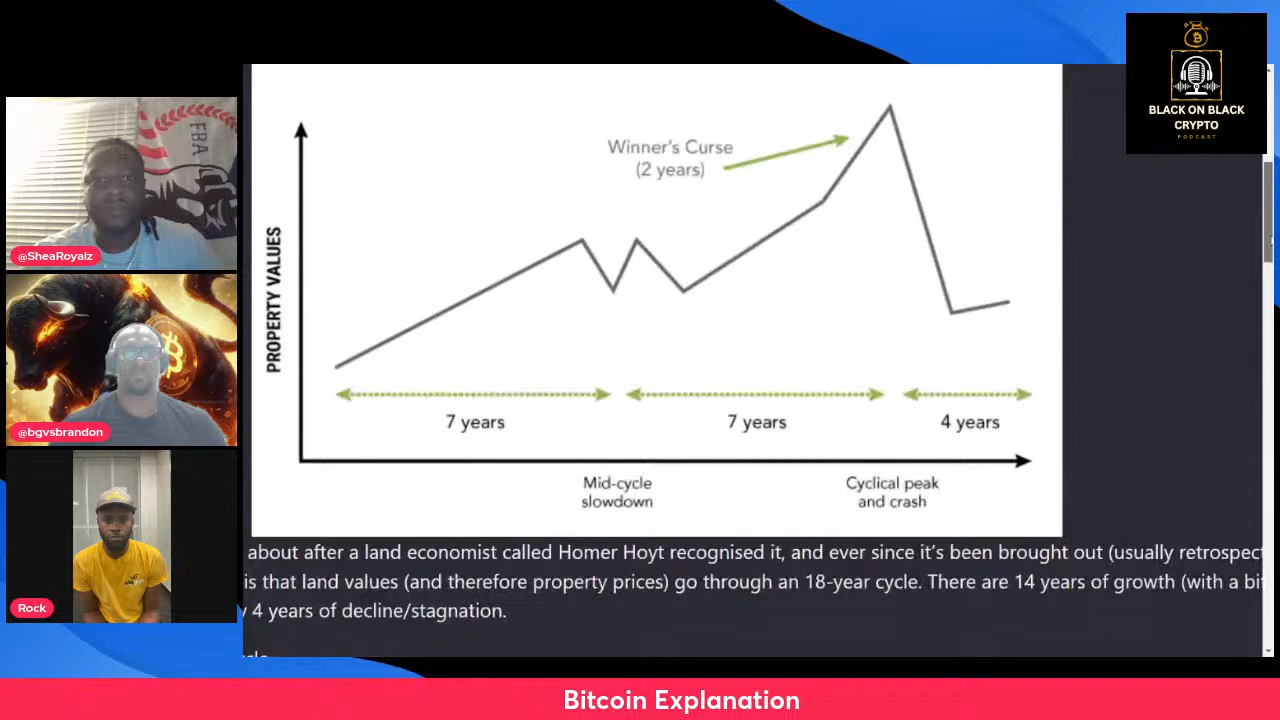 BLACK ON BLACK
CRYPTO
PODCAST
FBA
@SheaRoyalz
@bgvsbrandon
Rock
PROPERTY VALUES
Winner's Curse
(2 years)
7 years
7 years
4 years
Mid-cycle
slowdown
Cyclical peak
and crash
about after a land economist called Homer Hoyt recognised it, and ever since it's been brought out (usually
is that land values (and therefore property prices) go through an 18-year cycle. There are 14 years of growth (with a
4 years of decline/stagnation.
Bitcoin Explanation